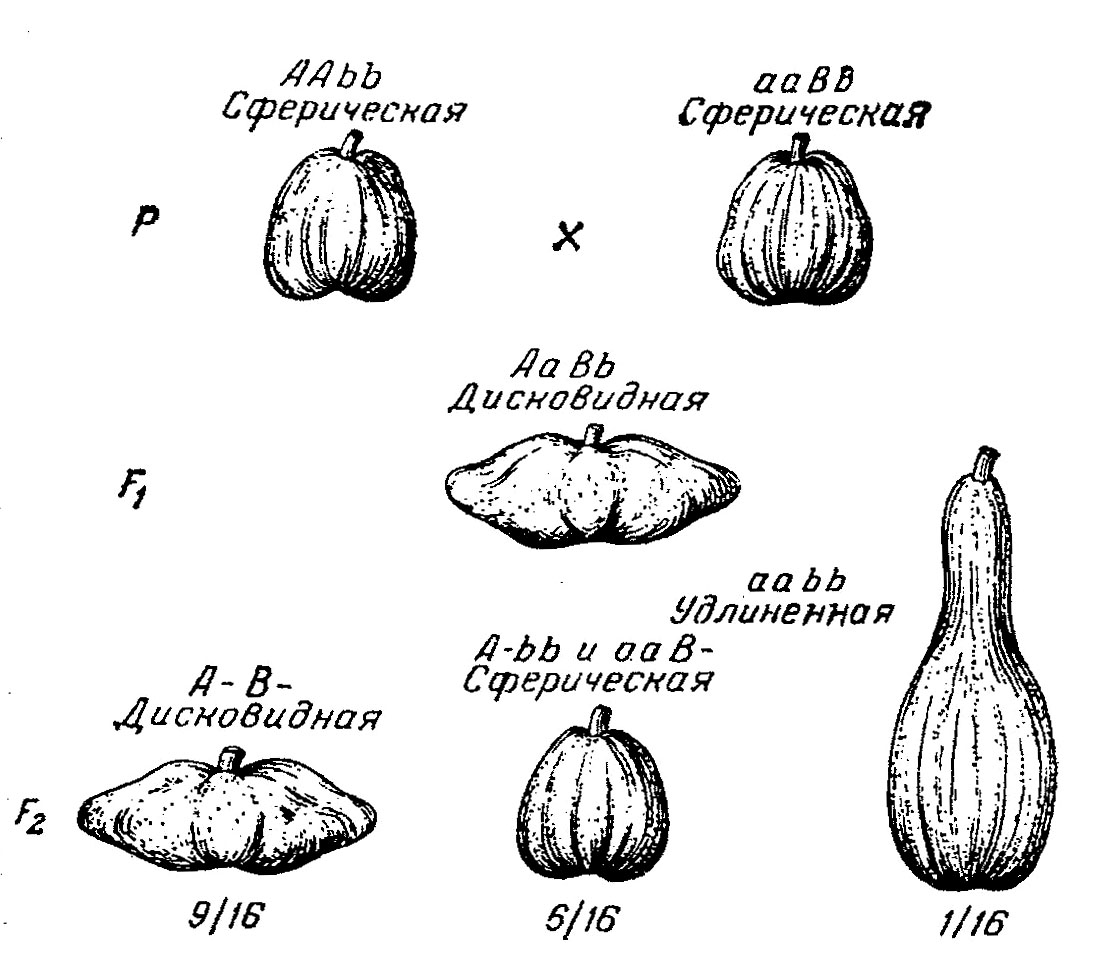 AAbb
Сферическая
aaBB
Сферическая
P
X
AaBb
Дисковидная
F1
aabb
Удлиненная
A-bb и aaB-
Сферическая
A-B-
Дисковидная
F2
9/16
6/16
1/16